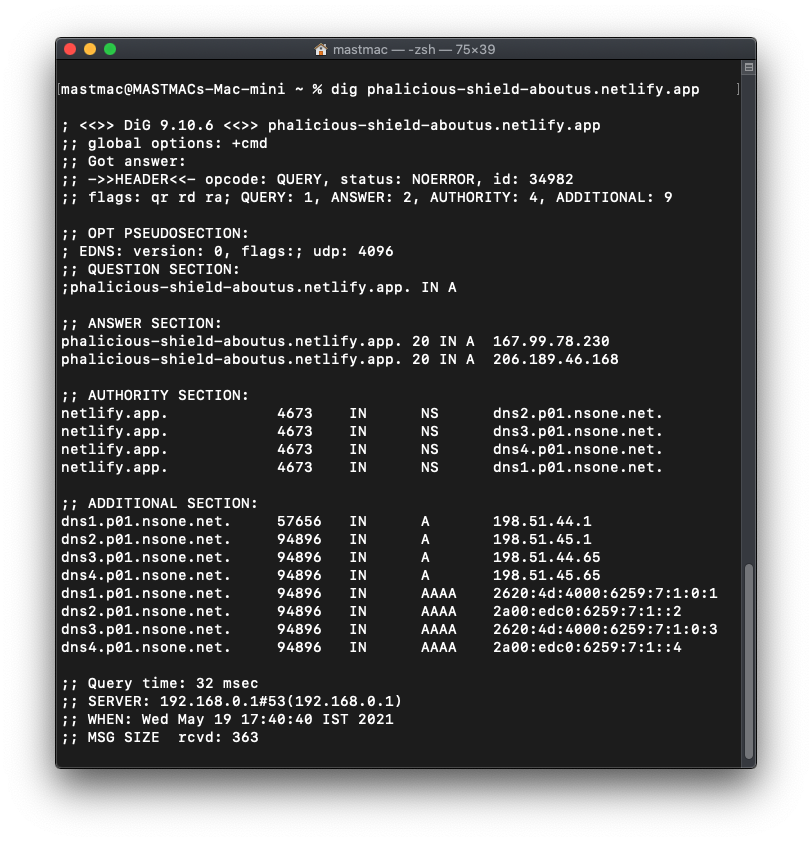 mastmac — -zsh — 75×39
[mastmac@MASTMACs-Mac-mini ~ % dig phalicious-shield-aboutus.netlify.app ]
; <<>> DiG 9.10.6 <<>> phalicious-shield-aboutus.netlify.app
;; global options: +cmd
;; Got answer:
;; ->>HEADER<<- opcode: QUERY, status: NOERROR, id: 34982
;; flags: qr rd ra; QUERY: 1, ANSWER: 2, AUTHORITY: 4, ADDITIONAL: 9
;; OPT PSEUDOSECTION:
; EDNS: version: 0, flags:; udp: 4096
;; QUESTION SECTION:
;phalicious-shield-aboutus.netlify.app. IN A
;; ANSWER SECTION:
phalicious-shield-aboutus.netlify.app. 20 IN A 167.99.78.230
phalicious-shield-aboutus.netlify.app. 20 IN A 206.189.46.168
;; AUTHORITY SECTION:
netlify.app. 4673 IN NS dns2.p01.nsone.net.
netlify.app. 4673 IN NS dns3.p01.nsone.net.
netlify.app. 4673 IN NS dns4.p01.nsone.net.
netlify.app. 4673 IN NS dns1.p01.nsone.net.
;; ADDITIONAL SECTION:
dns1.p01.nsone.net. 57656 IN A 198.51.44.1
dns2.p01.nsone.net. 94896 IN A 198.51.45.1
dns3.p01.nsone.net. 94896 IN A 198.51.44.65
dns4.p01.nsone.net. 94896 IN A 198.51.45.65
dns1.p01.nsone.net. 94896 IN AAAA 2620:4d:4000:6259:7:1:0:1
dns2.p01.nsone.net. 94896 IN AAAA 2a00:edc0:6259:7:1::2
dns3.p01.nsone.net. 94896 IN AAAA 2620:4d:4000:6259:7:1:0:3
dns4.p01.nsone.net. 94896 IN AAAA 2a00:edc0:6259:7:1::4
;; Query time: 32 msec
;; SERVER: 192.168.0.1#53(192.168.0.1)
;; WHEN: Wed May 19 17:40:40 IST 2021
;; MSG SIZE rcvd: 363